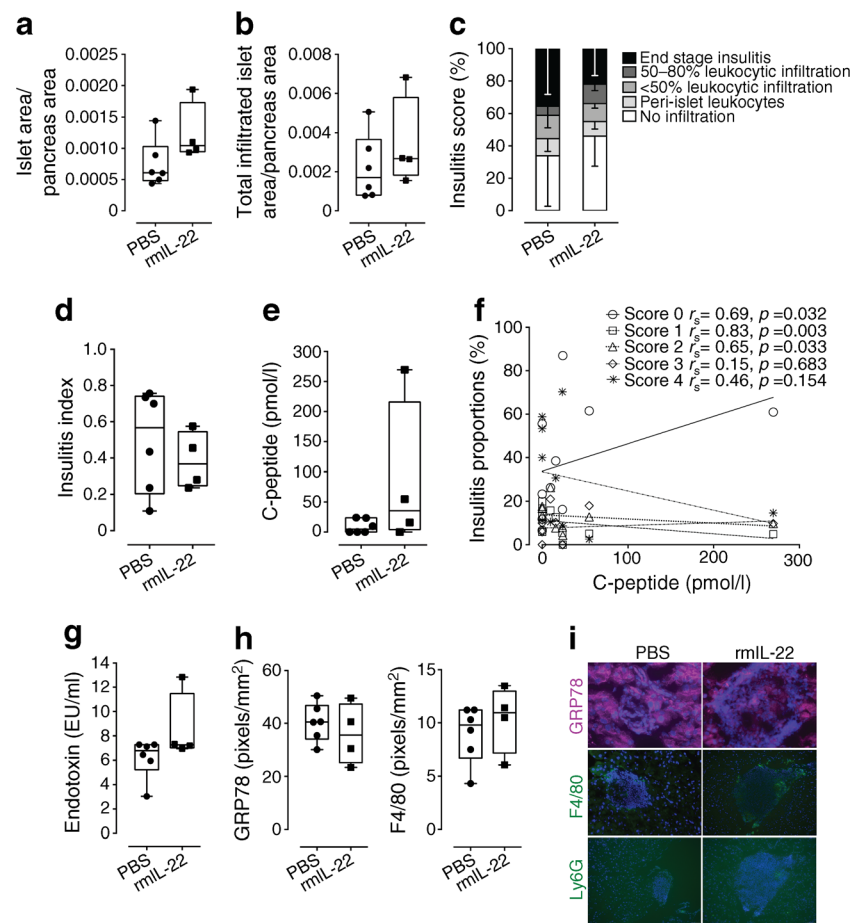 a
Islet area/
pancreas area
0.0025
0.0020
0.0015
0.0010
0.0005
0
PBS
rmIL-22
b
Total infiltrated islet
area/pancreas area
0.008
0.006
0.004
0.002
0
PBS
rmIL-22
c
Insulitis score (%)
100
80
60
40
20
0
PBS
rmIL-22
End stage insulitis
50–80% leukocytic infiltration
<50% leukocytic infiltration
Peri-islet leukocytes
No infiltration
d
Insulitis index
1.0
0.8
0.6
0.4
0.2
0
PBS
rmIL-22
e
C-peptide (pmol/l)
300
250
200
150
100
50
0
PBS
rmIL-22
f
Insulitis proportions (%)
100
80
60
40
20
0
0
100
200
300
C-peptide (pmol/l)
Score 0 rs= 0.69, p =0.032
Score 1 rs= 0.83, p =0.003
Score 2 rs= 0.65, p =0.033
Score 3 rs= 0.15, p =0.683
Score 4 rs= 0.46, p =0.154
g
Endotoxin (EU/ml)
14
12
10
8
6
4
2
0
PBS
rmIL-22
h
GRP78 (pixels/mm²)
60
40
20
0
PBS
rmIL-22
F4/80 (pixels/mm²)
15
10
5
0
PBS
rmIL-22
i
PBS
rmIL-22
GRP78
F4/80
Ly6G